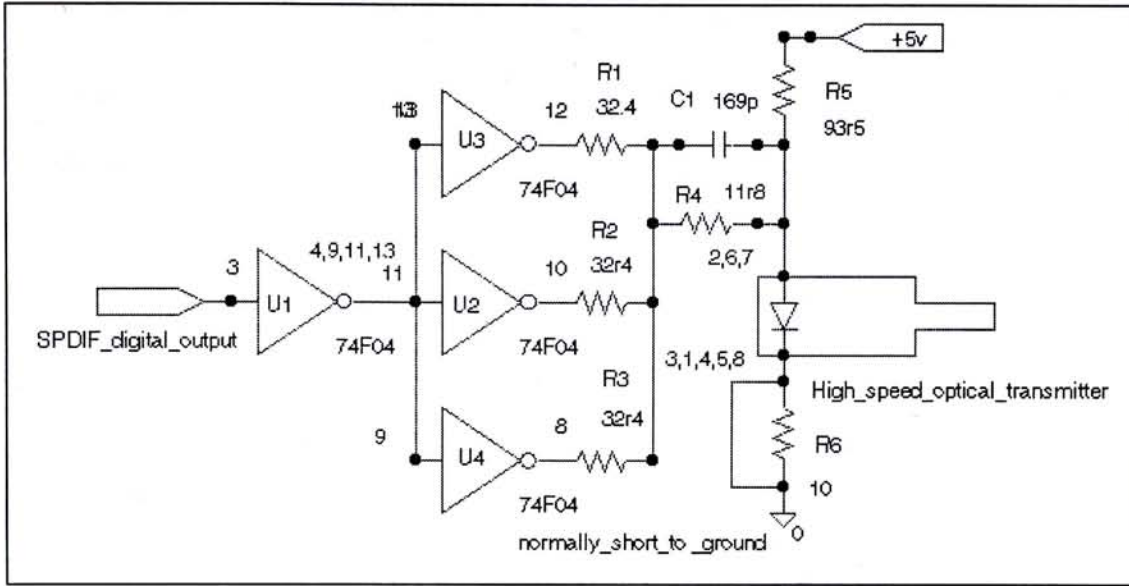 +5v
R1
32.4
C1
169p
R5
93r5
12
U3
74F04
R4
11r8
R2
32r4
4,9,11,13
11
3
U1
74F04
10
U2
74F04
2,6,7
SPDIF_digital_output
R3
32r4
3,1,4,5,8
High_speed_optical_transmitter
9
8
U4
74F04
R6
10
normally_short_to_ground
0